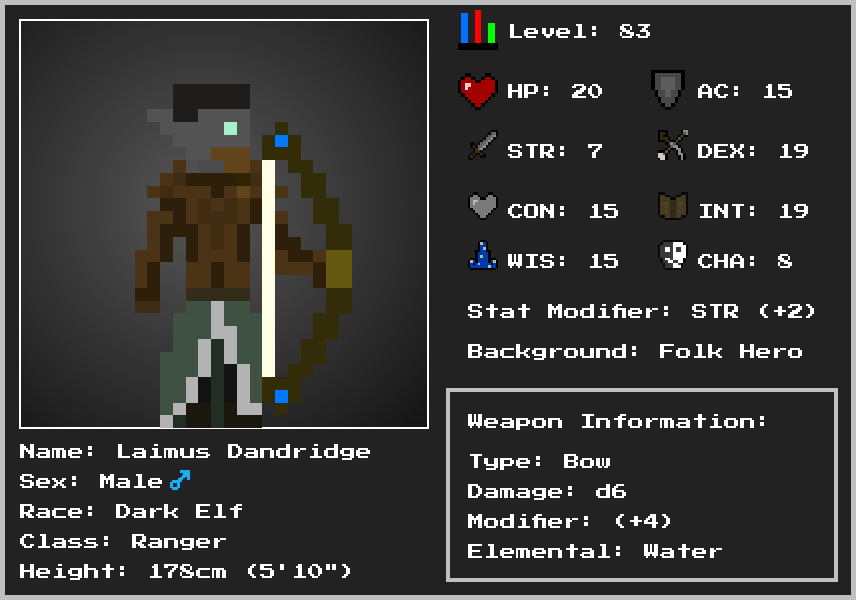 Level: 83
HP: 20
AC: 15
STR: 7
DEX: 19
CON: 15
INT: 19
WIS: 15
CHA: 8
Stat Modifier: STR (+2)
Background: Folk Hero
Weapon Information:
Type: Bow
Damage: d6
Modifier: (+4)
Elemental: Water
Name: Laimus Dandridge
Sex: Male ♂
Race: Dark Elf
Class: Ranger
Height: 178cm (5'10")